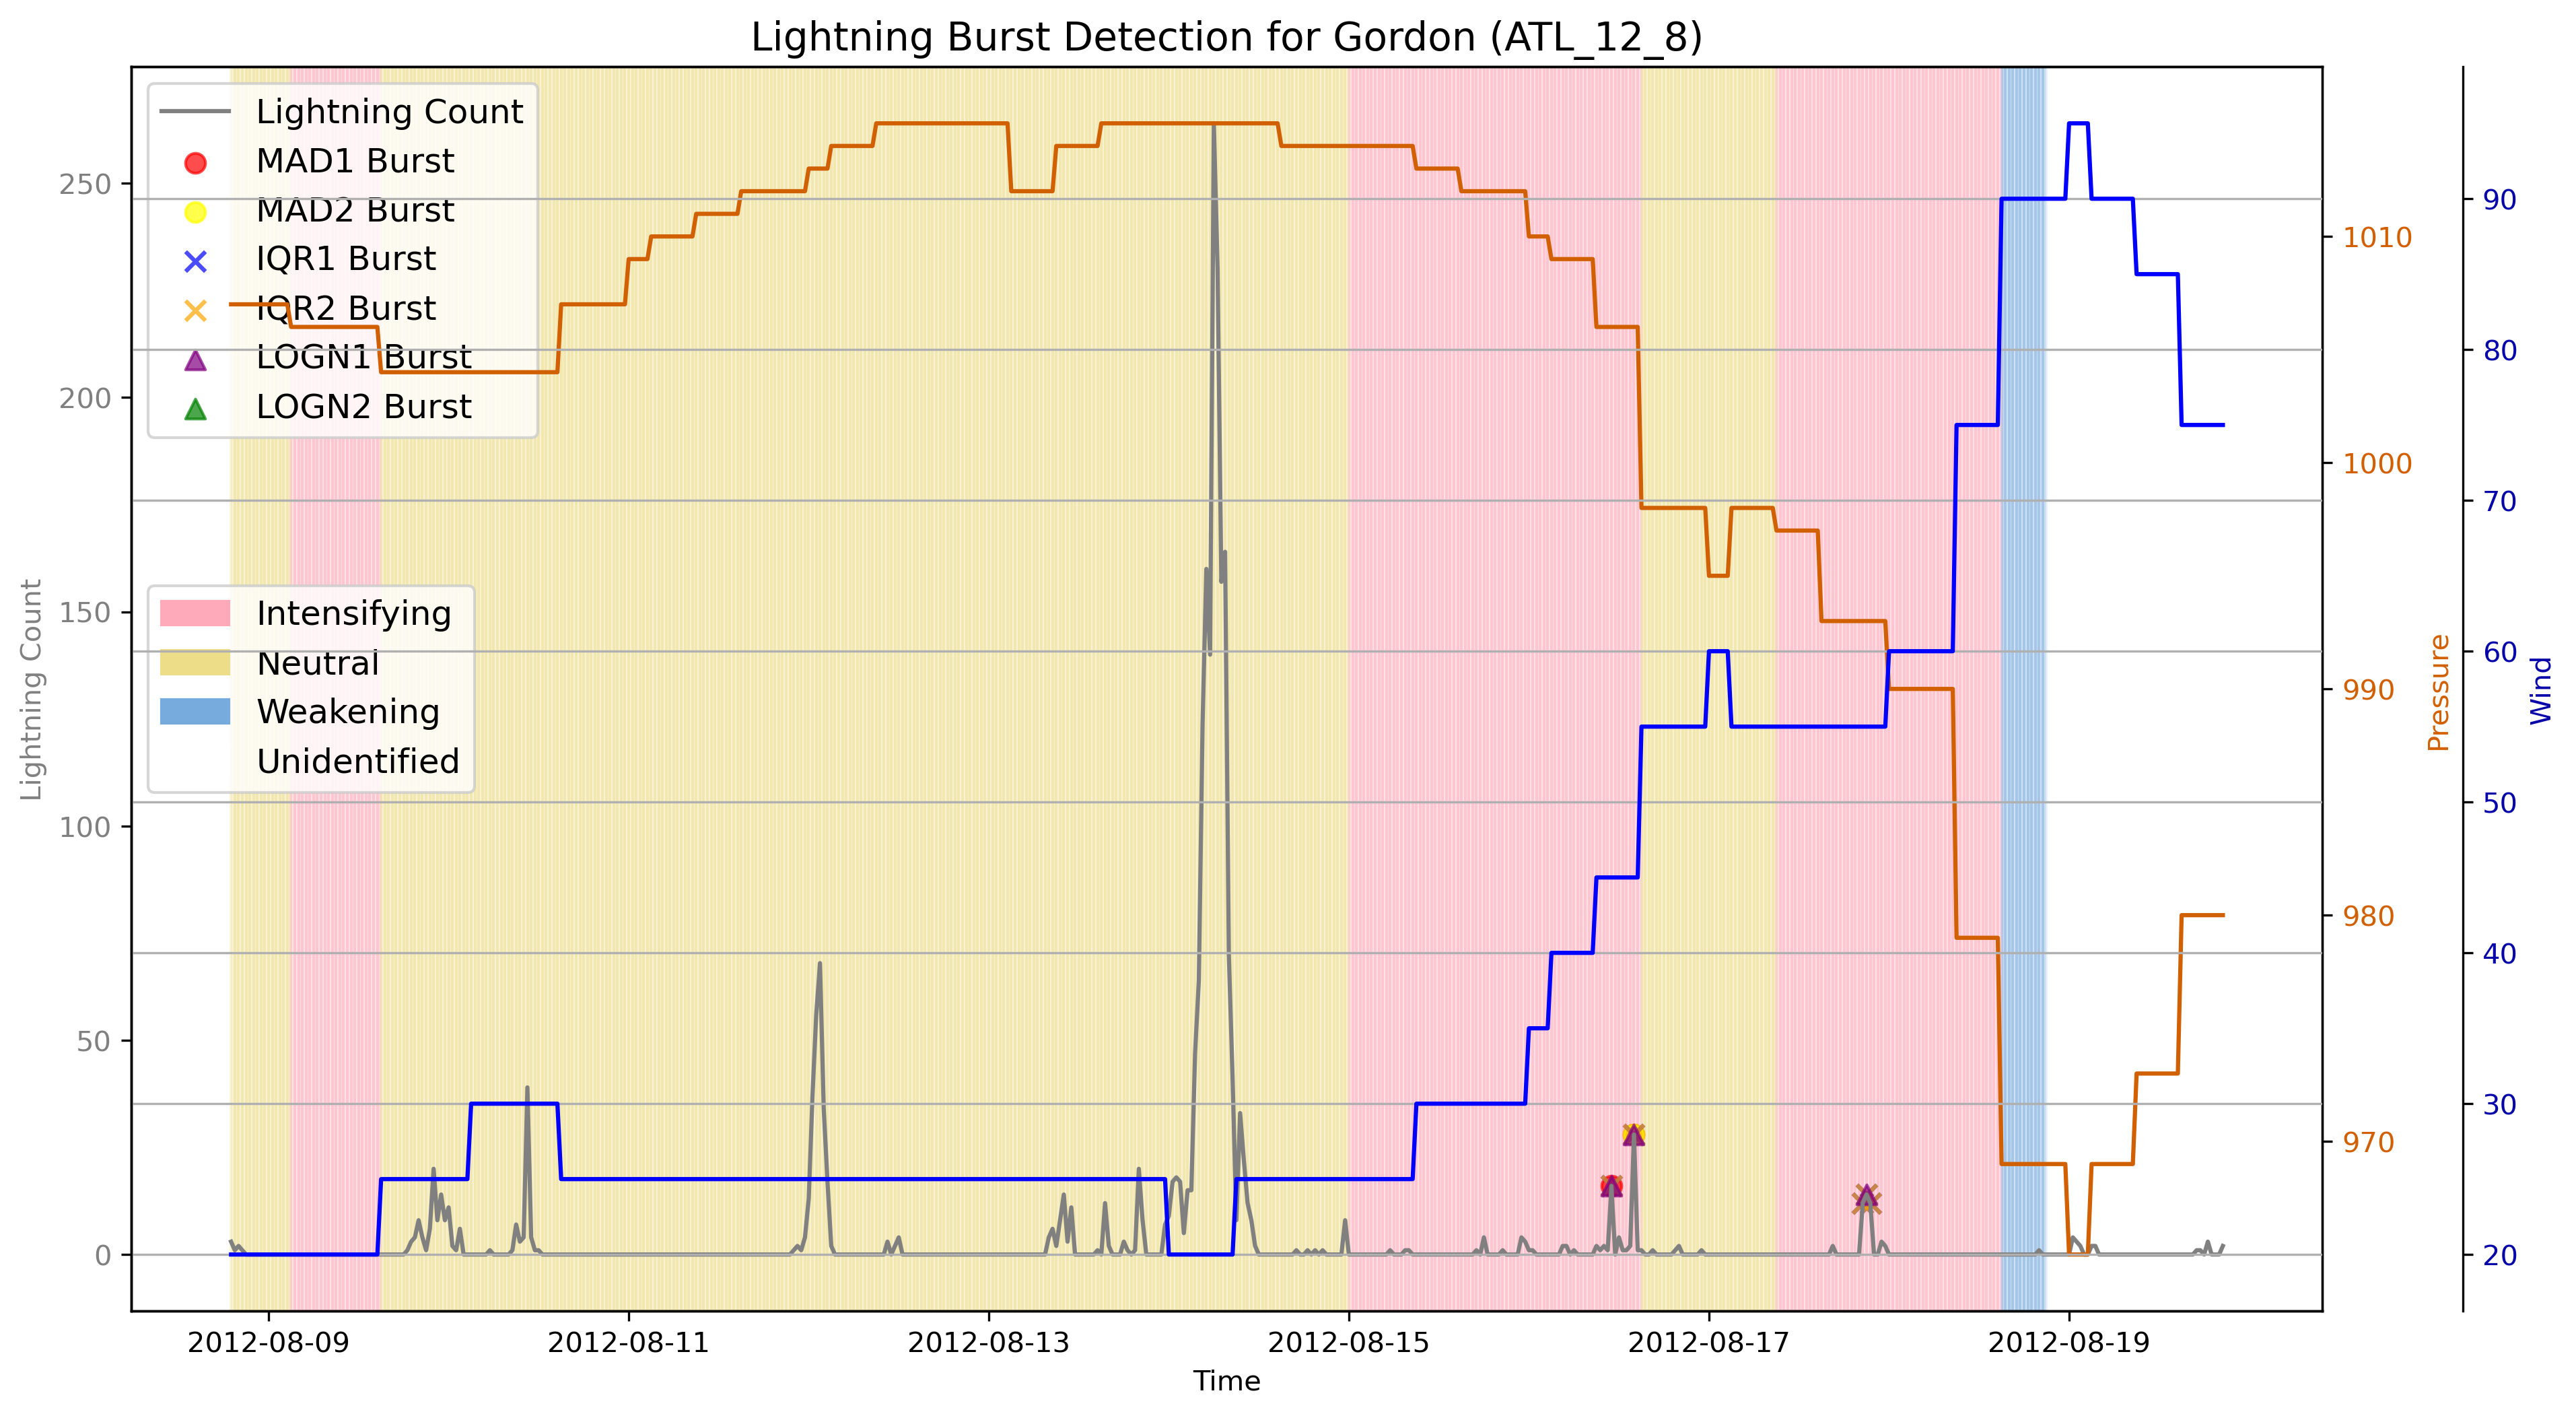 Lightning Burst Detection for Gordon (ATL_12_8)
Lightning Count
MAD1 Burst
MAD2 Burst
IQR1 Burst
IQR2 Burst
LOGN1 Burst
LOGN2 Burst
Intensifying
Neutral
Weakening
Unidentified
Lightning Count
250
200
150
100
50
0
1010
1000
990
980
970
Pressure
90
80
70
60
50
40
30
20
Wind
2012-08-09
2012-08-11
2012-08-13
2012-08-15
2012-08-17
2012-08-19
Time